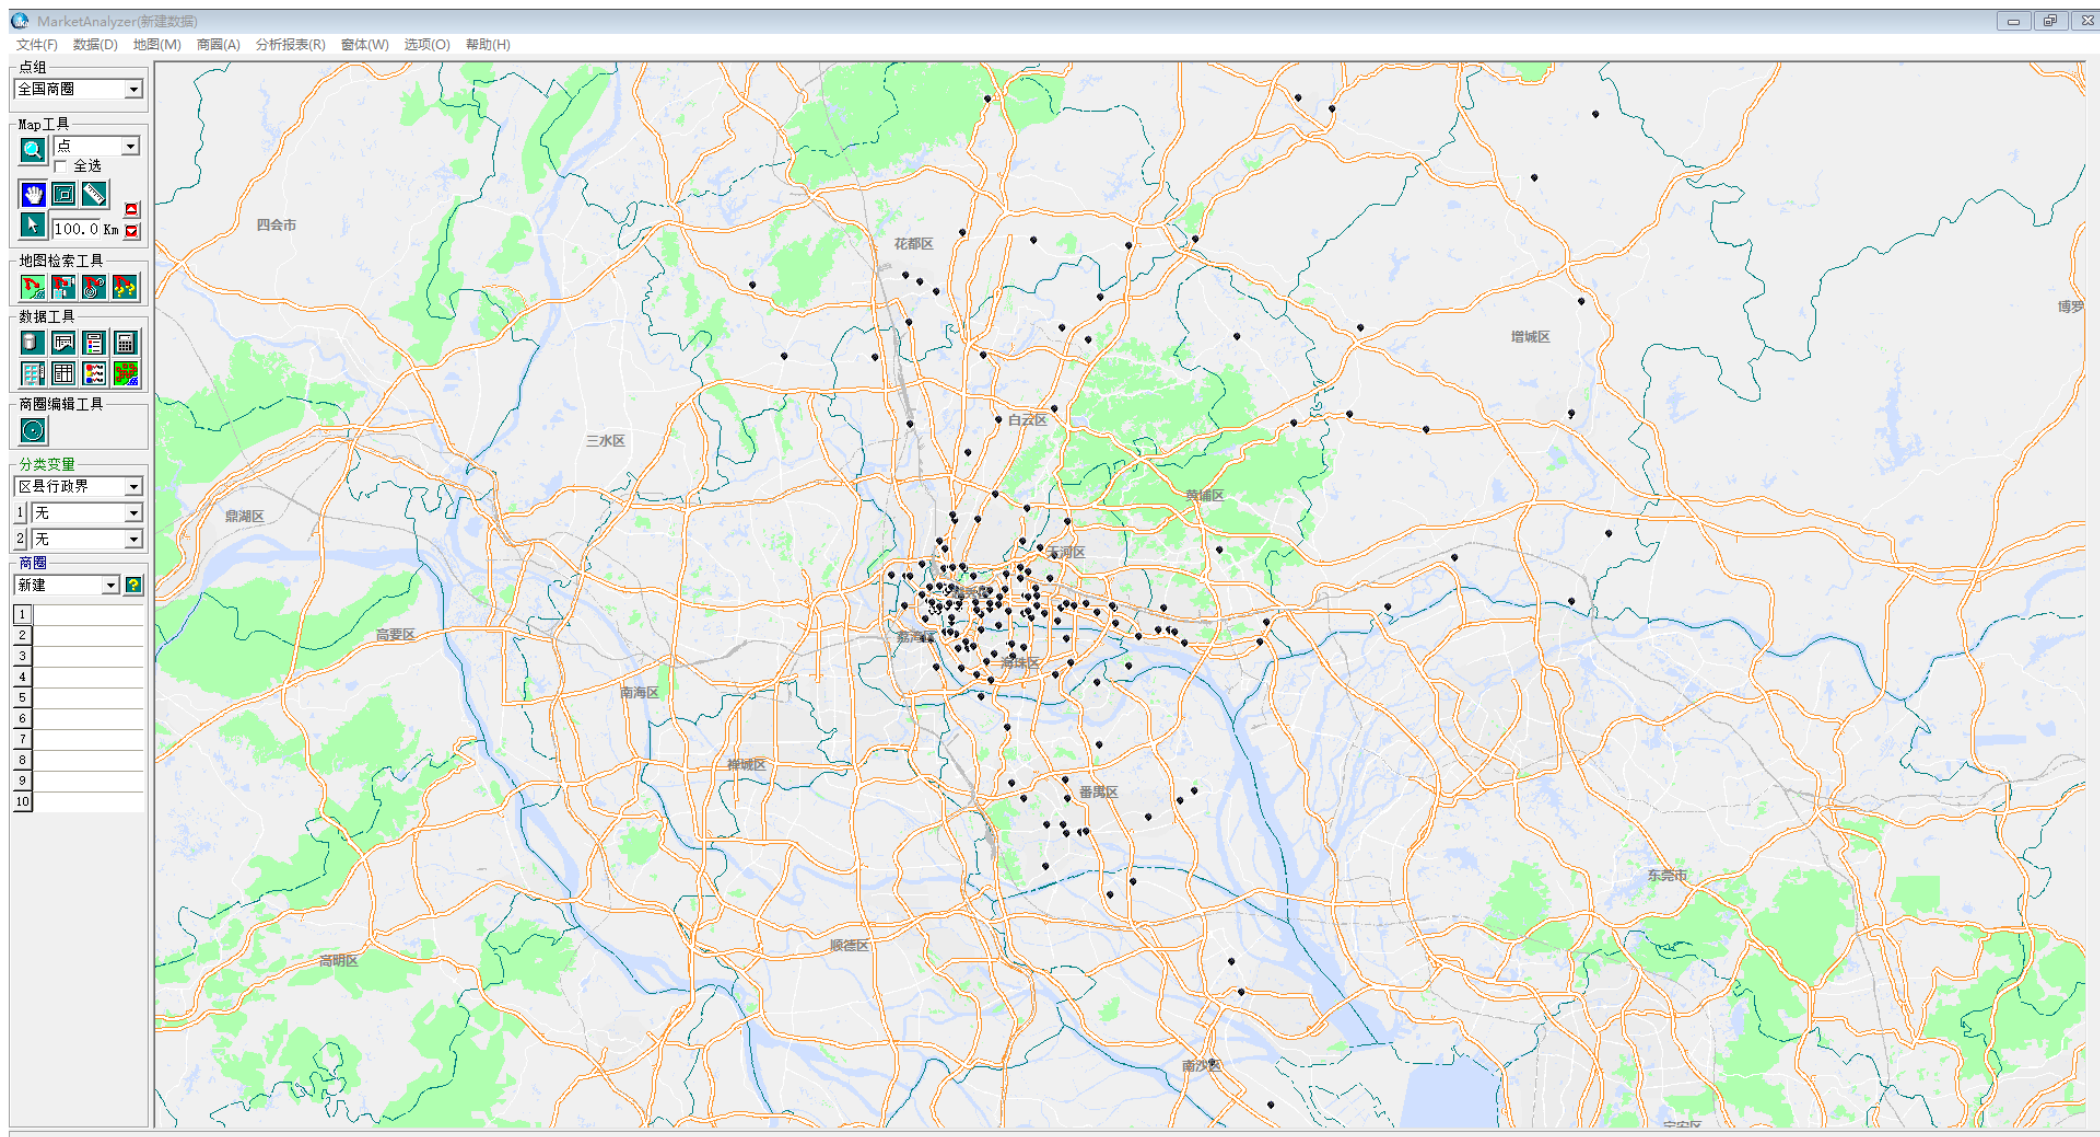 MarketAnalyzer(新建数据)
文件(F) 数据(D) 地图(M) 商圈(A) 分析报表(R) 窗体(W) 选项(O) 帮助(H)
点组
全国商圈
Map工具
点
全选
100.0 Km
地图检索工具
数据工具
商圈编辑工具
分类变量
区县行政界
1 无
2 无
商圈
新建
1
2
3
4
5
6
7
8
9
10
四会市
花都区
博罗
增城区
白云区
三水区
黄埔区
鼎湖区
天河区
荔湾区
高要区
海珠区
南海区
禅城区
番禺区
东莞市
顺德区
高明区
南沙区